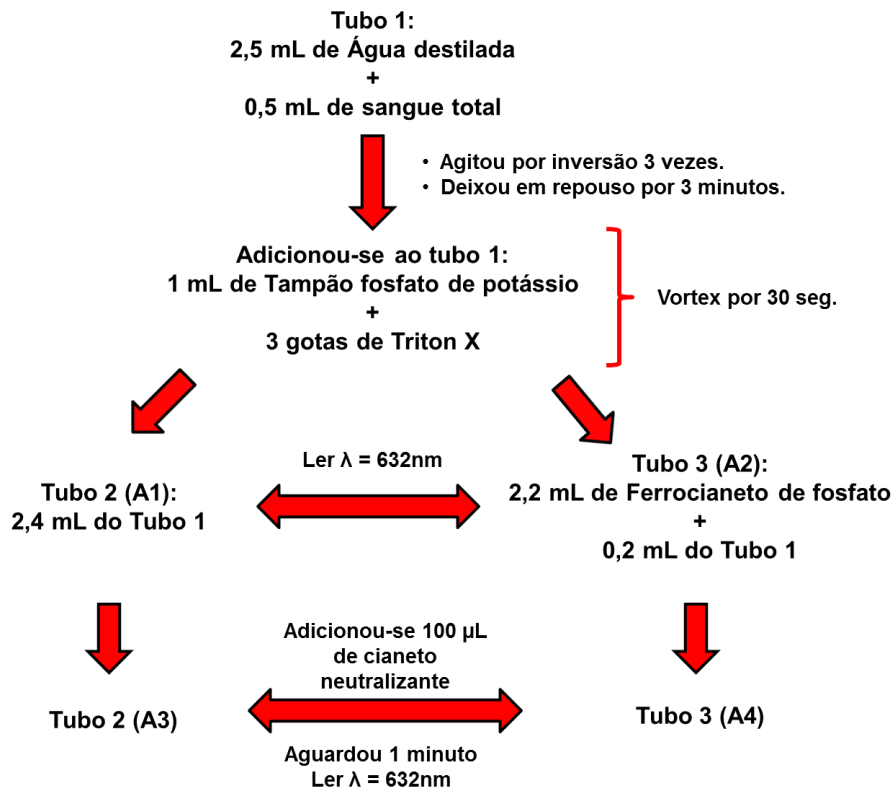 Tubo 1:
2,5 mL de Água destilada
+
0,5 mL de sangue total
• Agitou por inversão 3 vezes.
• Deixou em repouso por 3 minutos.
Adicionou-se ao tubo 1:
1 mL de Tampão fosfato de potássio
+
3 gotas de Triton X
Vortex por 30 seg.
Ler λ = 632nm
Tubo 2 (A1):
2,4 mL do Tubo 1
Tubo 3 (A2):
2,2 mL de Ferrocianeto de fosfato
+
0,2 mL do Tubo 1
Adicionou-se 100 µL
de cianeto
neutralizante
Tubo 2 (A3)
Tubo 3 (A4)
Aguardou 1 minuto
Ler λ = 632nm